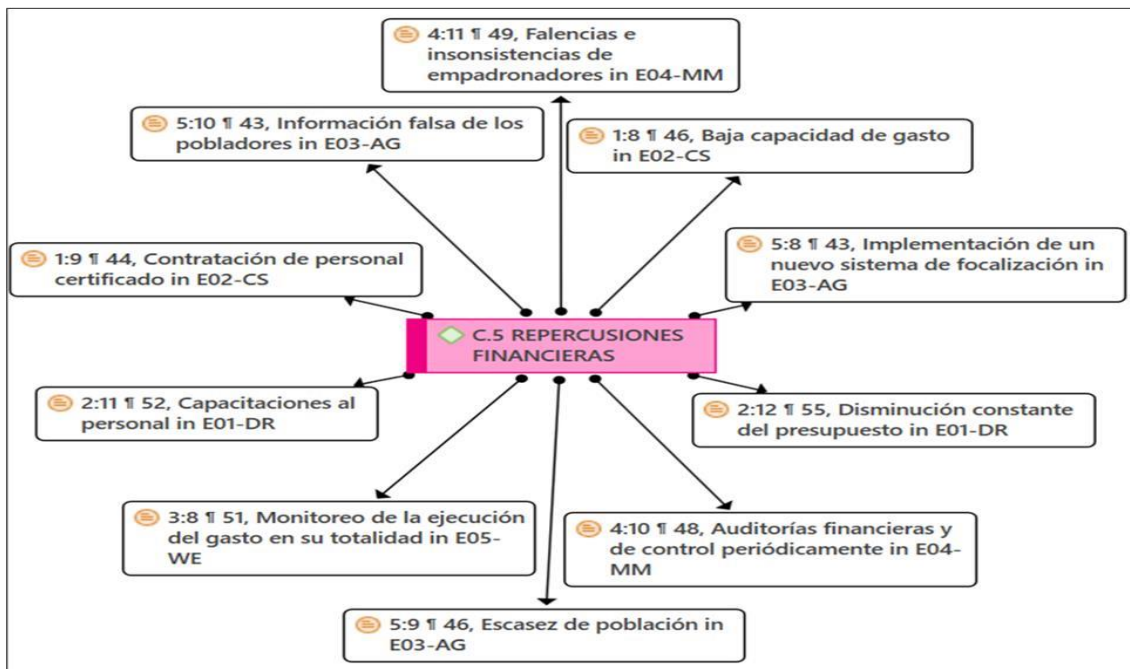 4:11 ¶ 49, Falencias e
insonsistencias de
empadronadores in E04-MM
5:10 ¶ 43, Información falsa de los
pobladores in E03-AG
1:8 ¶ 46, Baja capacidad de gasto
in E02-CS
1:9 ¶ 44, Contratación de personal
certificado in E02-CS
5:8 ¶ 43, Implementación de un
nuevo sistema de focalización in
E03-AG
C.5 REPERCUSIONES
FINANCIERAS
2:11 ¶ 52, Capacitaciones al
personal in E01-DR
2:12 ¶ 55, Disminución constante
del presupuesto in E01-DR
3:8 ¶ 51, Monitoreo de la ejecución
del gasto en su totalidad in E05-
WE
4:10 ¶ 48, Auditorías financieras y
de control periódicamente in E04-
MM
5:9 ¶ 46, Escasez de población in
E03-AG